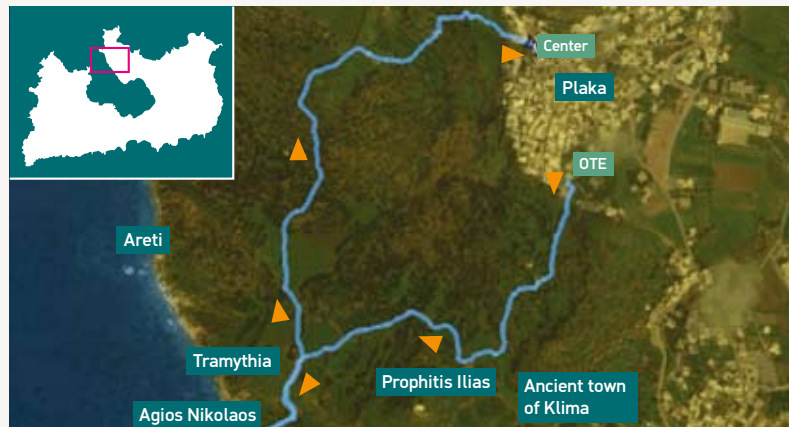 Center
Plaka
OTE
Areti
Tramythia
Prophitis Ilias
Ancient town
of Klima
Agios Nikolaos